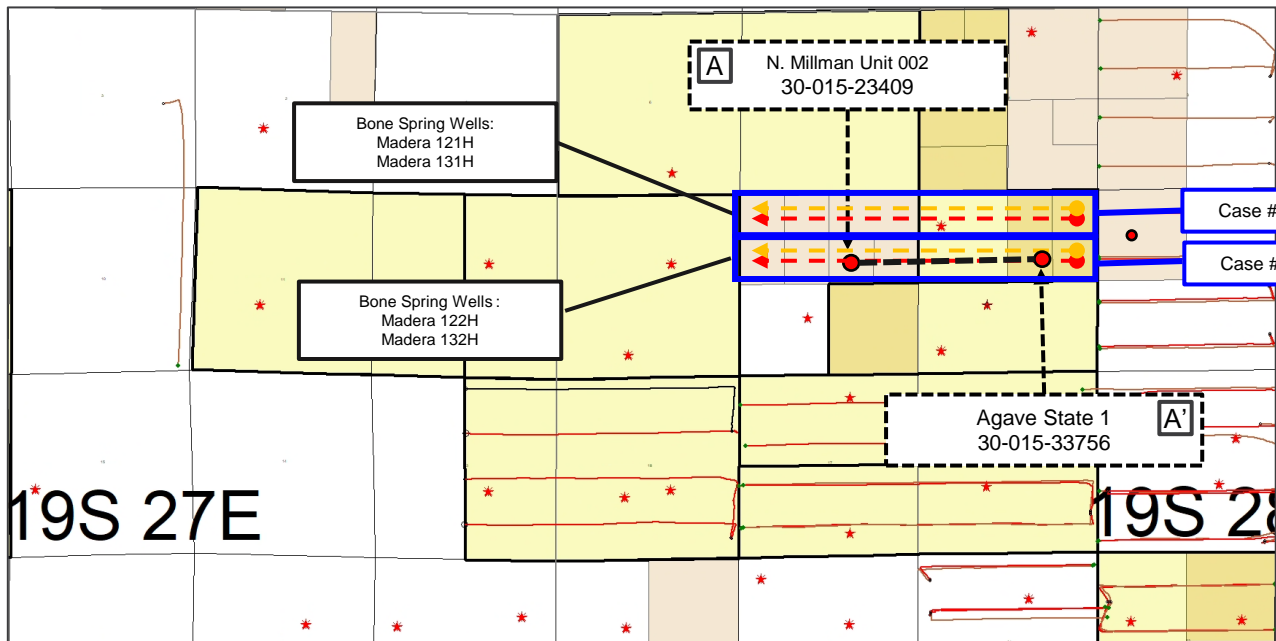 A
N. Millman Unit 002
30-015-23409
Bone Spring Wells:
Madera 121H
Madera 131H
Case #
Case #
Bone Spring Wells :
Madera 122H
Madera 132H
Agave State 1
30-015-33756
A'
19S 27E
19S 28